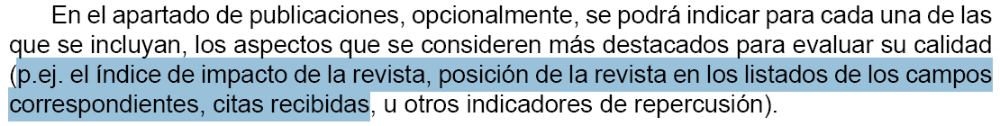 En el apartado de publicaciones, opcionalmente, se podrá indicar para cada una de las
que se incluyan, los aspectos que se consideren más destacados para evaluar su calidad
(p.ej. el índice de impacto de la revista, posición de la revista en los listados de los campos
correspondientes, citas recibidas, u otros indicadores de repercusión).